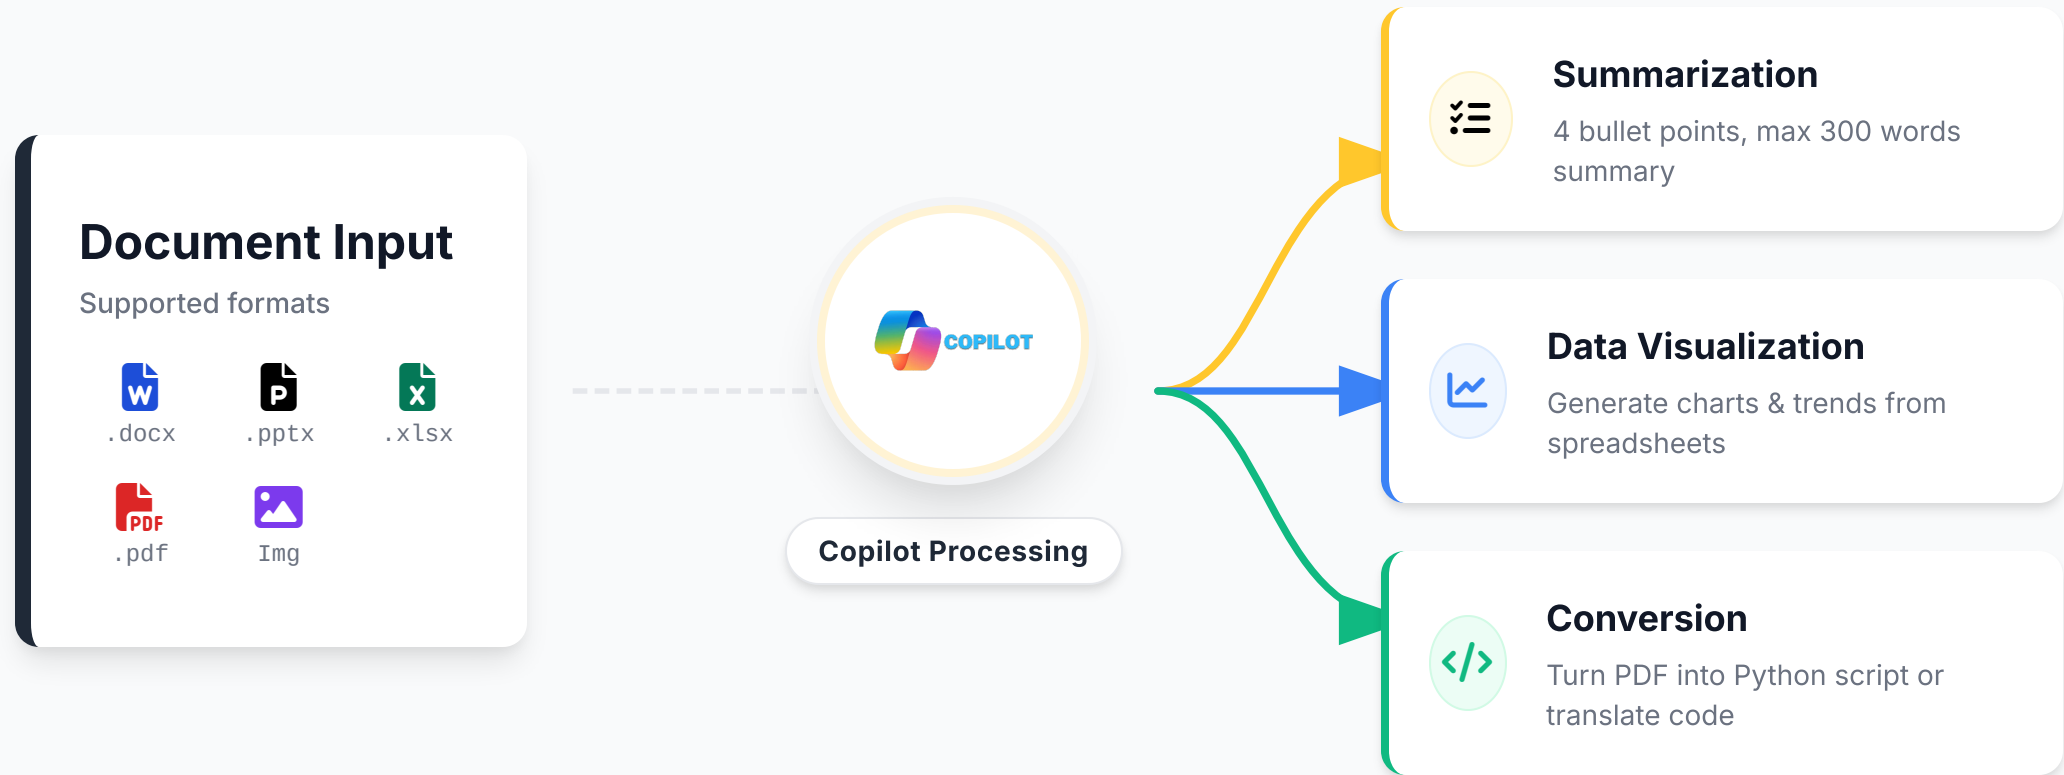 Document Input
Supported formats
W
P
X
.docx
.pptx
.xlsx
PDF
.pdf
Img
COPILOT
Copilot Processing
Summarization
4 bullet points, max 300 words
summary
Data Visualization
Generate charts & trends from
spreadsheets
Conversion
Turn PDF into Python script or
translate code